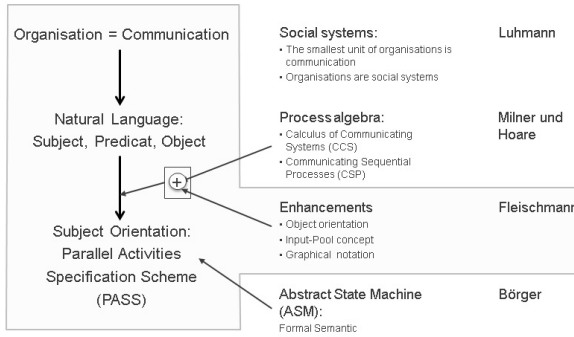 Organisation = Communication
Natural Language:
Subject, Predicat, Object
+
Subject Orientation:
Parallel Activities
Specification Scheme
(PASS)
Social systems:
• The smallest unit of organisations is
communication
• Organisations are social systems
Luhmann
Processalgebra:
• Calculus of Communicating
Systems (CCS)
• Communicating Sequential
Processes (CSP)
Milner und
Hoare
Enhancements
• Object orientation
• Input-Pool concept
• Graphical notation
Fleischmann
Abstract State Machine
(ASM):
Formal Semantic
Börger